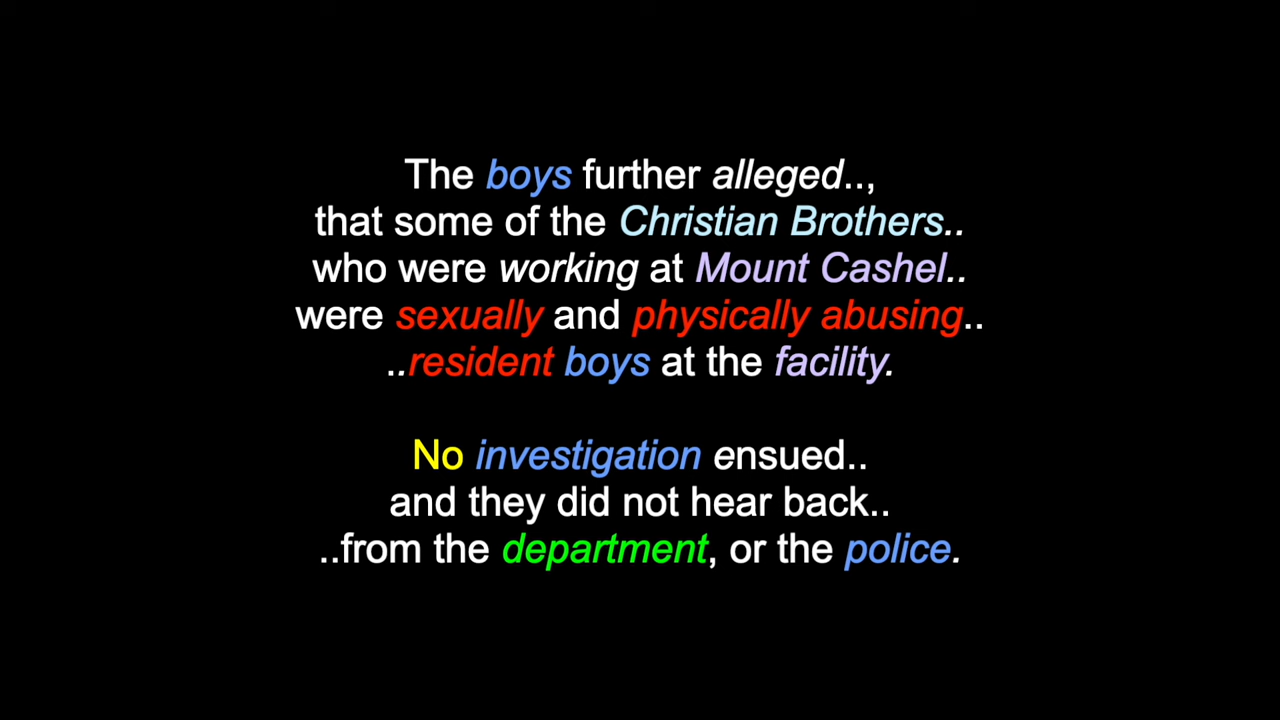 The boys further alleged..,
that some of the Christian Brothers..
who were working at Mount Cashel..
were sexually and physically abusing..
..resident boys at the facility.
No investigation ensued..
and they did not hear back..
..from the department, or the police.